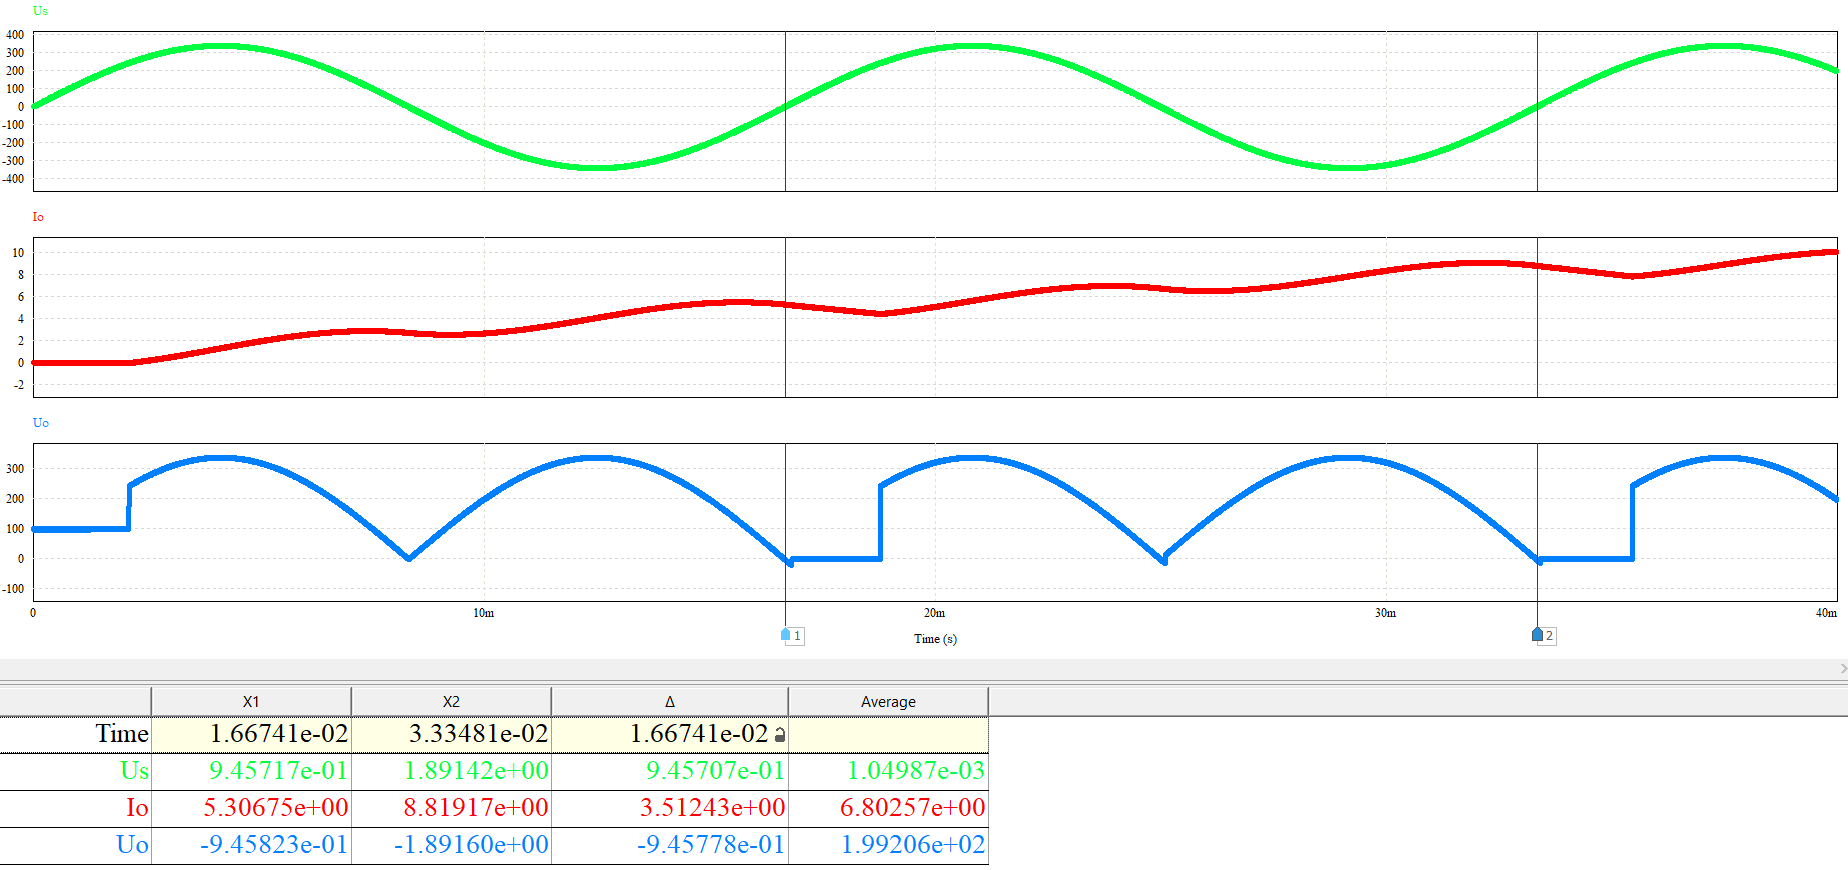 Us
400
300
200
100
0
-100
-200
-300
-400
Io
10
8
6
4
2
0
-2
Uo
300
200
100
0
-100
0 10m 20m 30m 40m
Time (s)
1 2
X1 X2 Δ Average
Time 1.66741e-02 3.33481e-02 1.66741e-02
Us 9.45717e-01 1.89142e+00 9.45707e-01 1.04987e-03
Io 5.30675e+00 8.81917e+00 3.51243e+00 6.80257e+00
Uo -9.45823e-01 -1.89160e+00 -9.45778e-01 1.99206e+02